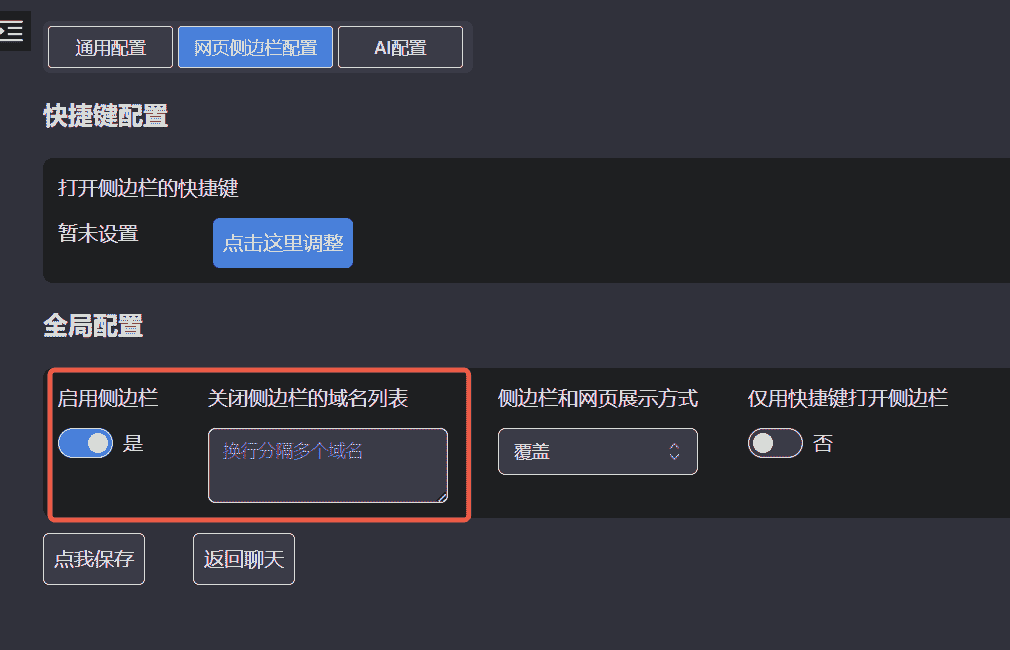 通用配置 网页侧边栏配置 AI配置
快捷键配置
打开侧边栏的快捷键
暂未设置 点击这里调整
全局配置
启用侧边栏 关闭侧边栏的域名列表 侧边栏和网页展示方式 仅用快捷键打开侧边栏
是 换行分隔多个域名 覆盖 否
点我保存 返回聊天